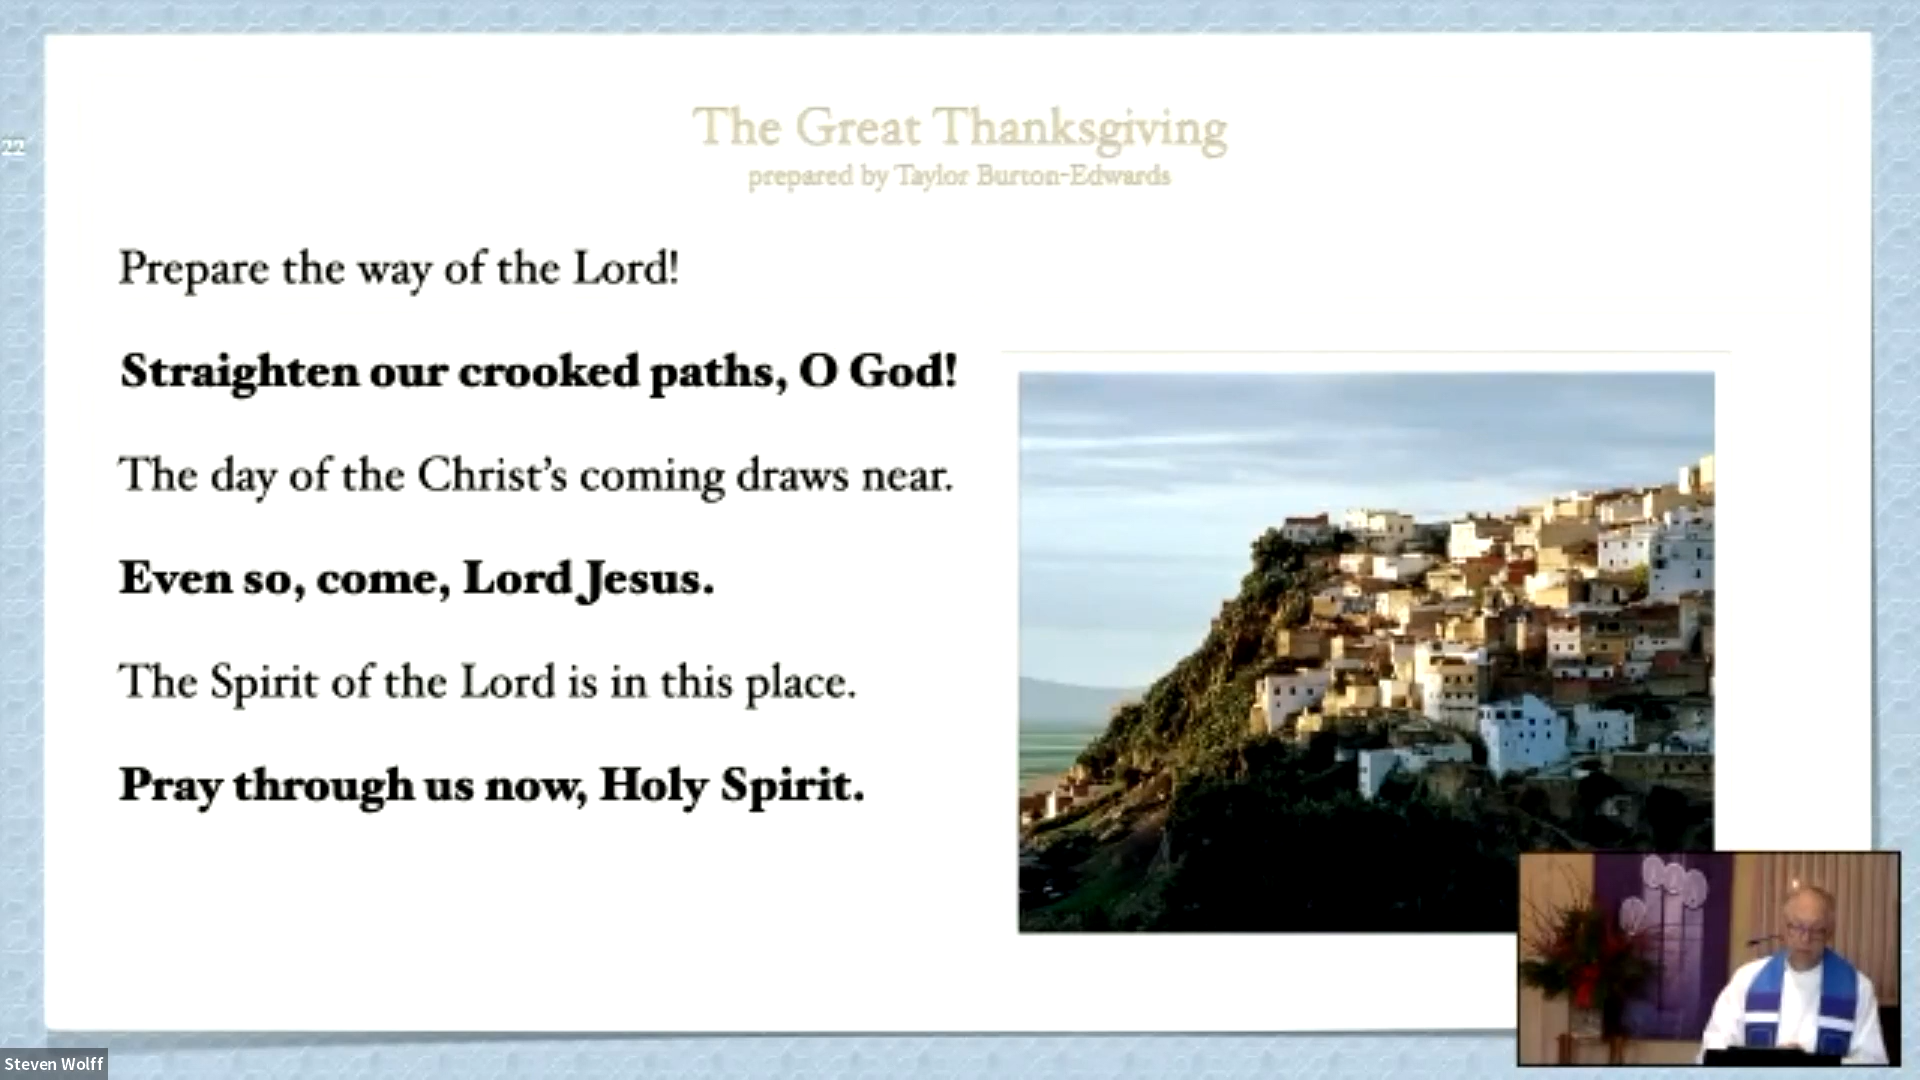 The Great Thanksgiving
prepared by Taylor Burton-Edwards
22
Prepare the way of the Lord!
Straighten our crooked paths, O God!
The day of the Christ’s coming draws near.
Even so, come, Lord Jesus.
The Spirit of the Lord is in this place.
Pray through us now, Holy Spirit.
Steven Wolff